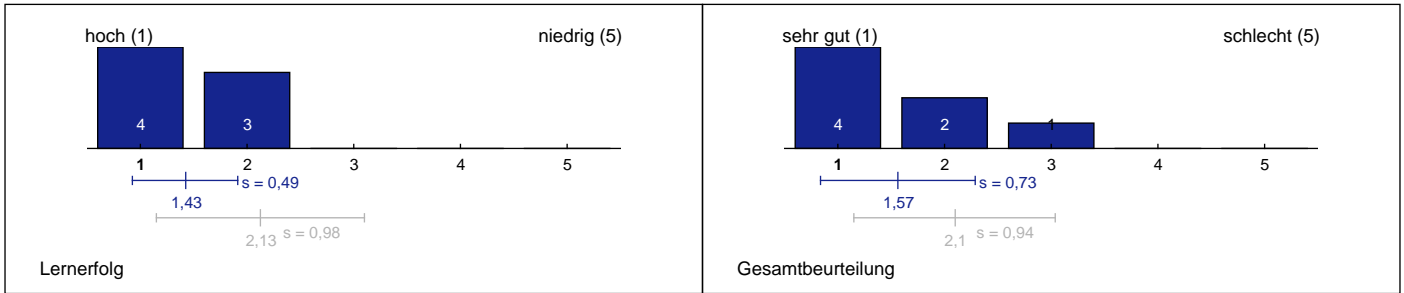 hoch (1) niedrig (5)
4 3
1 2 3 4 5
s = 0,49
1,43
2,13 s = 0,98
Lernerfolg
sehr gut (1) schlecht (5)
4 2 1
1 2 3 4 5
s = 0,73
1,57
2,1 s = 0,94
Gesamtbeurteilung